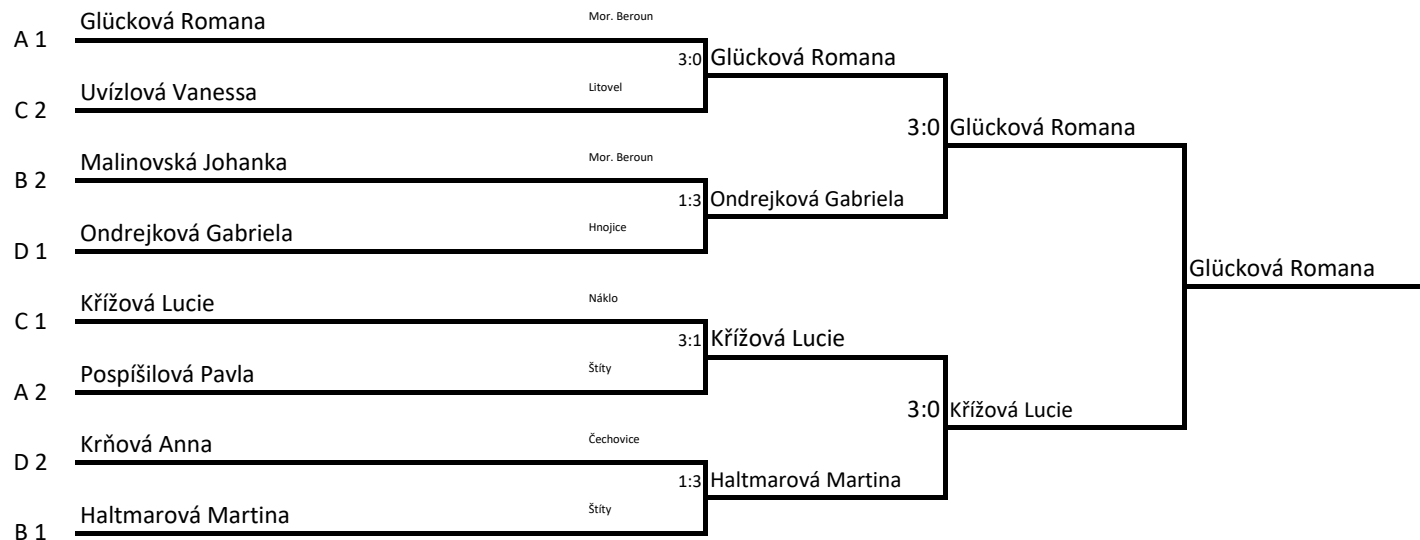 Glücková Romana Mor. Beroun
A 1
3:0 Glücková Romana
Uvízlová Vanessa Litovel
C 2
3:0 Glücková Romana
Malinovská Johanka Mor. Beroun
B 2
1:3 Ondrejková Gabriela
Ondrejková Gabriela Hnojice
D 1
Glücková Romana
Křížová Lucie Náklo
C 1
3:1 Křížová Lucie
Pospíšilová Pavla Štíty
A 2
3:0 Křížová Lucie
Krňová Anna Čechovice
D 2
1:3 Haltmarová Martina
Haltmarová Martina Štíty
B 1